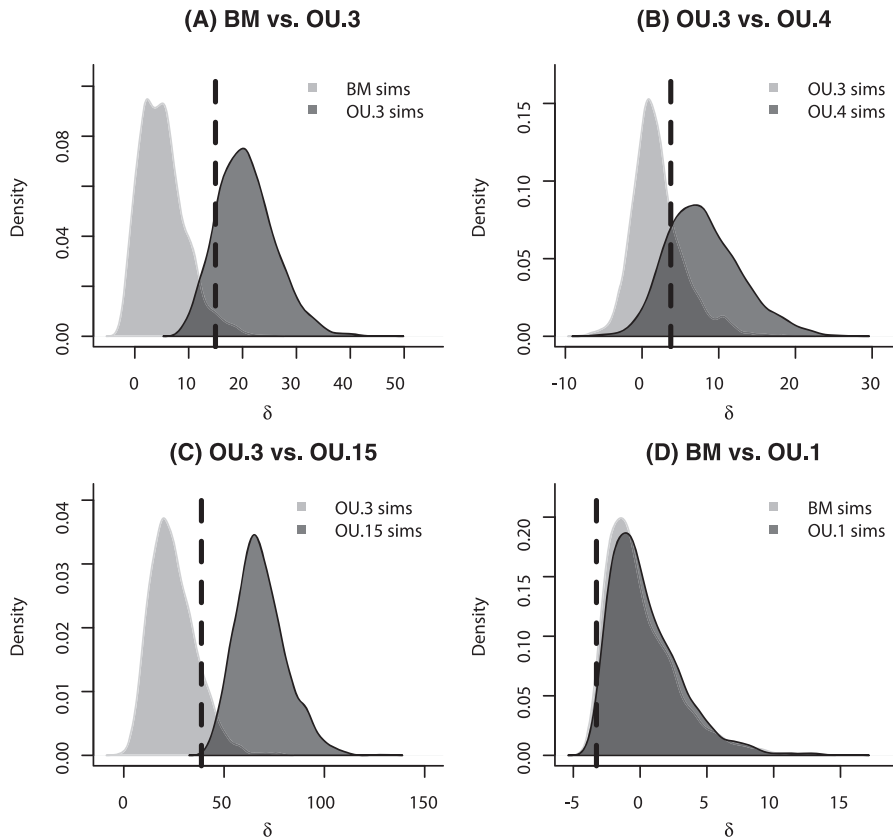 (A) BM vs. OU.3
BM sims
OU.3 sims
Density
0.00
0.04
0.08
0
10
20
30
40
50
δ
(B) OU.3 vs. OU.4
OU.3 sims
OU.4 sims
Density
0.00
0.05
0.10
0.15
-10
0
10
20
30
δ
(C) OU.3 vs. OU.15
OU.3 sims
OU.15 sims
Density
0.00
0.01
0.02
0.03
0.04
0
50
100
150
δ
(D) BM vs. OU.1
BM sims
OU.1 sims
Density
0.00
0.05
0.10
0.15
0.20
-5
0
5
10
15
δ